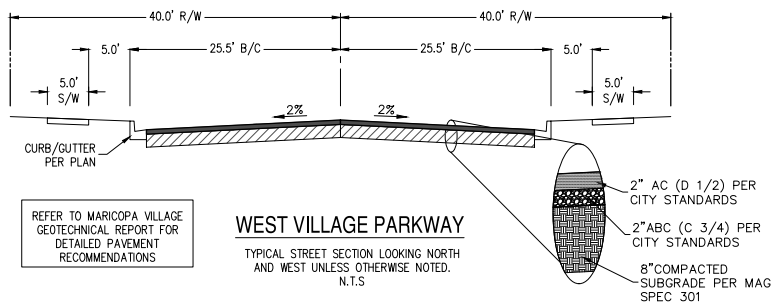 40.0' R/W
40.0' R/W
5.0'
25.5' B/C
25.5' B/C
5.0'
5.0'
S/W
5.0'
S/W
2%
2%
CURB/GUTTER
PER PLAN
REFER TO MARICOPA VILLAGE
GEOTECHNICAL REPORT FOR
DETAILED PAVEMENT
RECOMMENDATIONS
WEST VILLAGE PARKWAY
TYPICAL STREET SECTION LOOKING NORTH
AND WEST UNLESS OTHERWISE NOTED.
N.T.S
2" AC (D 1/2) PER
CITY STANDARDS
2"ABC (C 3/4) PER
CITY STANDARDS
8"COMPACTED
SUBGRADE PER MAG
SPEC 301